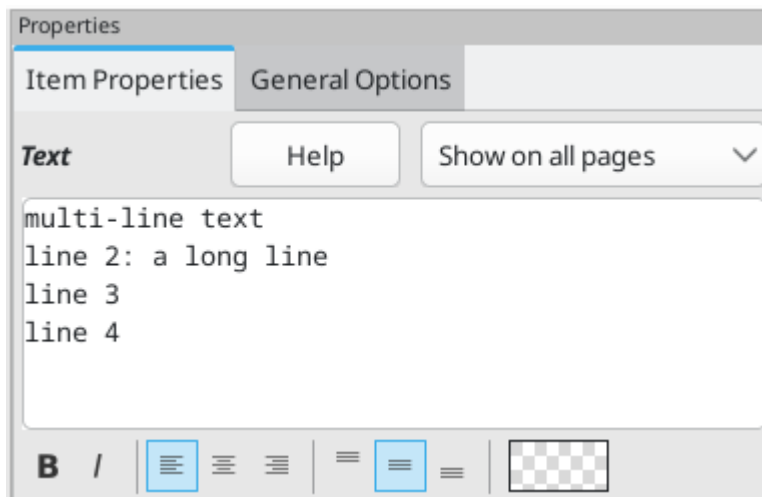 Properties
Item Properties General Options
Text Help Show on all pages
multi-line text
line 2: a long line
line 3
line 4
B I